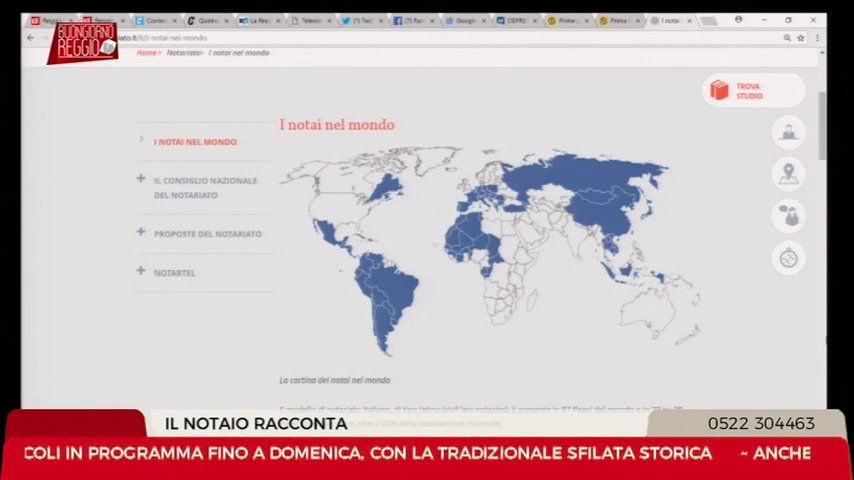 BUONGIORNO
REGGIO
Home> Notariato> I notai nel mondo
TROVA
STUDIO
I notai nel mondo
I NOTAI NEL MONDO
IL CONSIGLIO NAZIONALE
DEL NOTARIATO
PROPOSTE DEL NOTARIATO
NOTARTEL
La cartina dei notai nel mondo
IL NOTAIO RACCONTA
0522 304463
COLI IN PROGRAMMA FINO A DOMENICA, CON LA TRADIZIONALE SFILATA STORICA ~ ANCHE